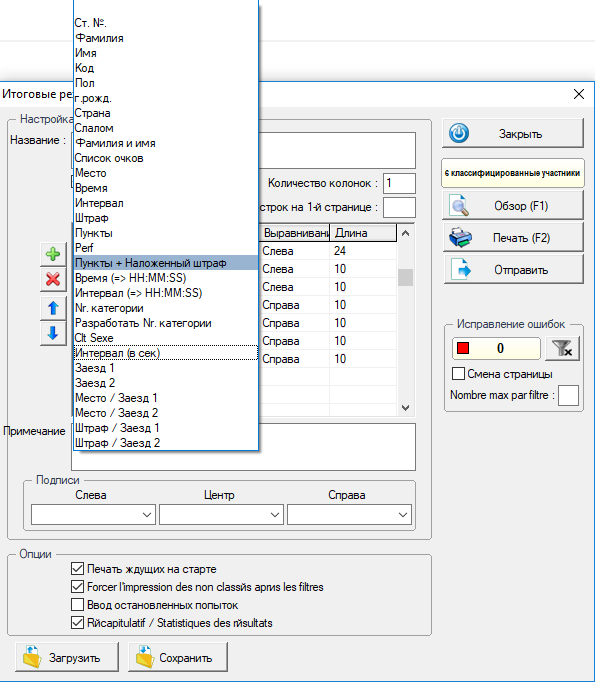 Ст. №.
Фамилия
Имя
Код
Пол
г.рожд.
Страна
Слалом
Фамилия и имя
Список очков
Место
Время
Интервал
Штраф
Пункты
Perf
Пункты + Наложенный штраф
Время (=> HH:MM:SS)
Интервал (=> HH:MM:SS)
Nr. категории
Разработать Nr. категории
Clt Sexe
Интервал (в сек)
Заезд 1
Заезд 2
Место / Заезд 1
Место / Заезд 2
Штраф / Заезд 1
Штраф / Заезд 2
Итоговые ре
Настройка
Название :
Количество колонок : 1
строк на 1-й странице :
Выравнивани Длина
Слева 24
Слева 10
Слева 10
Справа 10
Справа 10
Справа 10
Справа 10
Справа 10
Примечание
Подписи
Слева Центр Справа
Опции
Печать ждущих на старте
Forcer l'impression des non classйs aprиs les filtres
Ввод остановленных попыток
Rйcapitulatif / Statistiques des rйsultats
Загрузить Сохранить
Закрыть
6 классифицированные участники
Обзор (F1)
Печать (F2)
Отправить
Исправление ошибок
0
Смена страницы
Nombre max par filtre :